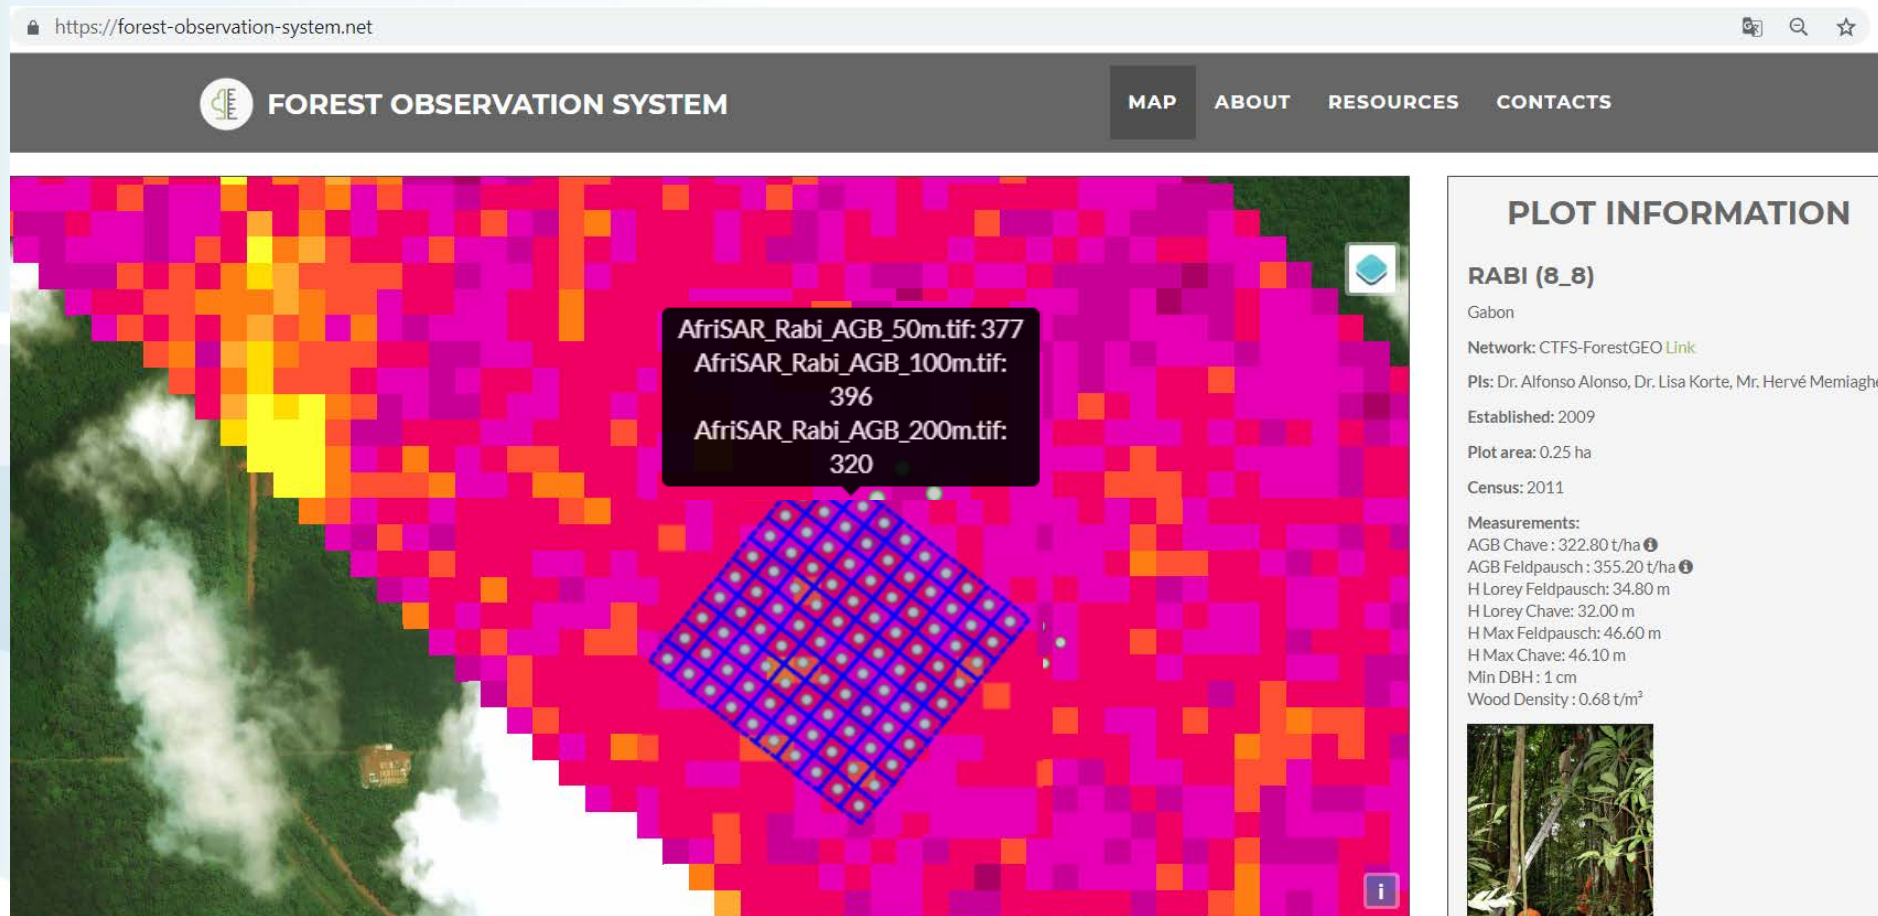 https://forest-observation-system.net
FOREST OBSERVATION SYSTEM
MAP ABOUT RESOURCES CONTACTS
AfriSAR_Rabi_AGB_50m.tif: 377
AfriSAR_Rabi_AGB_100m.tif:
396
AfriSAR_Rabi_AGB_200m.tif:
320
i
PLOT INFORMATION
RABI (8_8)
Gabon
Network: CTFS-ForestGEO Link
PIs: Dr. Alfonso Alonso, Dr. Lisa Korte, Mr. Hervé Memiaghe
Established: 2009
Plot area: 0.25 ha
Census: 2011
Measurements:
AGB Chave : 322.80 t/ha
AGB Feldpausch : 355.20 t/ha
H Lorey Feldpausch: 34.80 m
H Lorey Chave: 32.00 m
H Max Feldpausch: 46.60 m
H Max Chave: 46.10 m
Min DBH : 1 cm
Wood Density : 0.68 t/m³